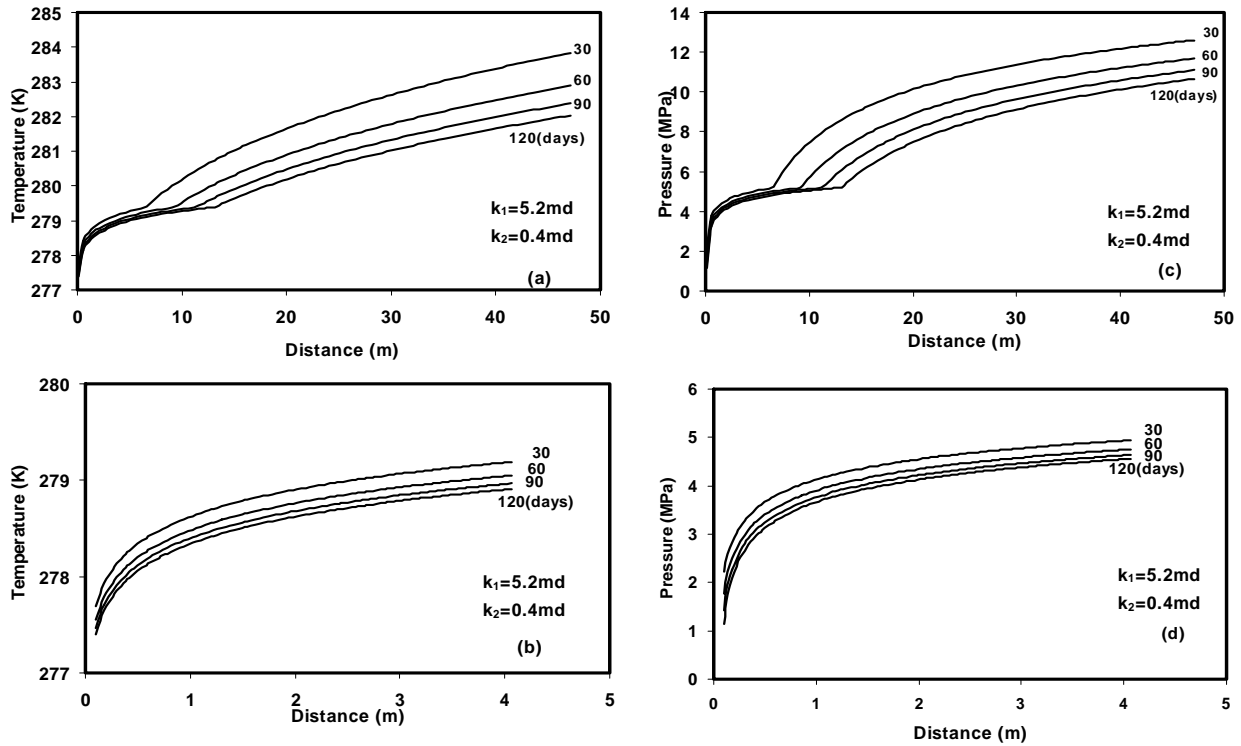 285
284
283
282
281
280
279
278
277
Temperature (K)
30
60
90
120(days)
k₁=5.2md
k₂=0.4md
(a)
0 10 20 30 40 50
Distance (m)
14
12
10
8
6
4
2
0
Pressure (MPa)
30
60
90
120(days)
k₁=5.2md
k₂=0.4md
(c)
0 10 20 30 40 50
Distance (m)
280
279
278
277
Temperature (K)
30
60
90
120(days)
k₁=5.2md
k₂=0.4md
(b)
0 1 2 3 4 5
Distance (m)
6
5
4
3
2
1
0
Pressure (MPa)
30
60
90
120(days)
k₁=5.2md
k₂=0.4md
(d)
0 1 2 3 4 5
Distance (m)